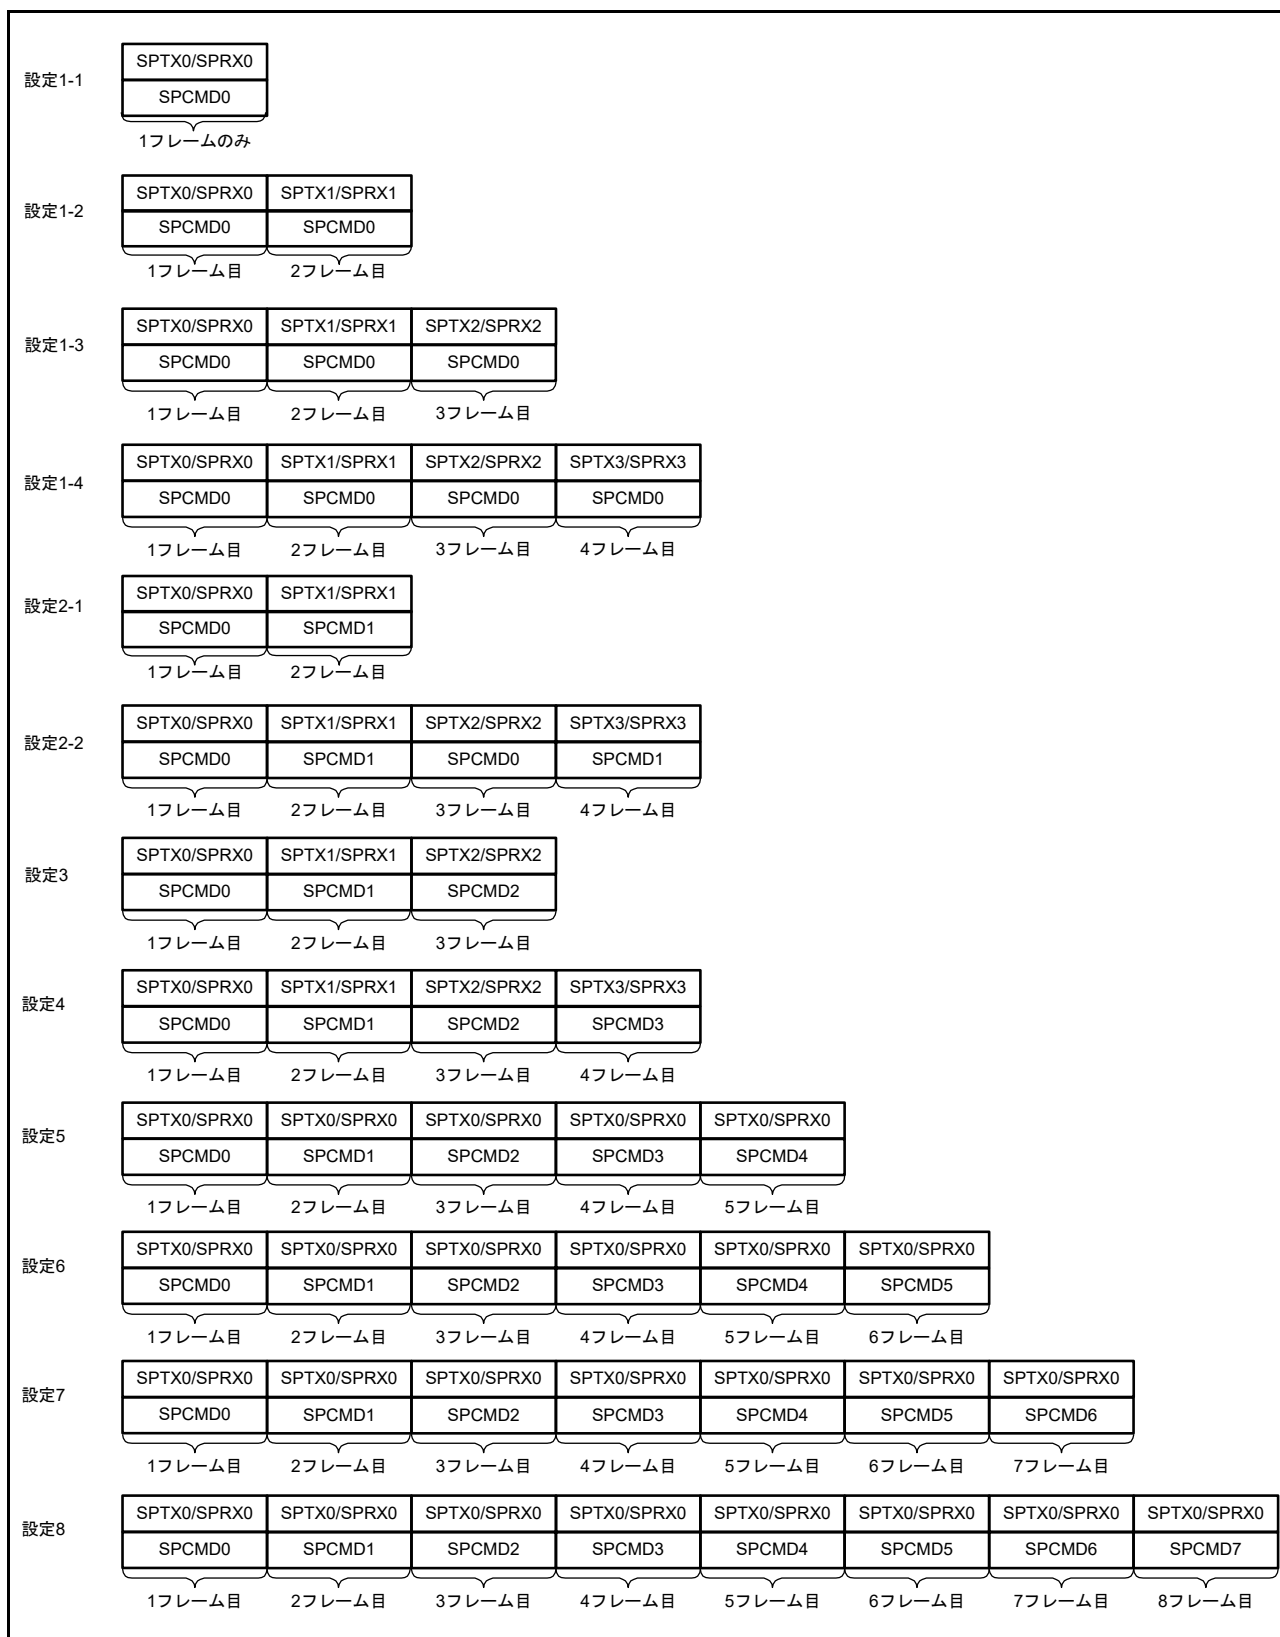 設定1-1
SPTX0/SPRX0
SPCMD0
1フレームのみ
設定1-2
SPTX0/SPRX0 SPTX1/SPRX1
SPCMD0 SPCMD0
1フレーム目 2フレーム目
設定1-3
SPTX0/SPRX0 SPTX1/SPRX1 SPTX2/SPRX2
SPCMD0 SPCMD0 SPCMD0
1フレーム目 2フレーム目 3フレーム目
設定1-4
SPTX0/SPRX0 SPTX1/SPRX1 SPTX2/SPRX2 SPTX3/SPRX3
SPCMD0 SPCMD0 SPCMD0 SPCMD0
1フレーム目 2フレーム目 3フレーム目 4フレーム目
設定2-1
SPTX0/SPRX0 SPTX1/SPRX1
SPCMD0 SPCMD1
1フレーム目 2フレーム目
設定2-2
SPTX0/SPRX0 SPTX1/SPRX1 SPTX2/SPRX2 SPTX3/SPRX3
SPCMD0 SPCMD1 SPCMD0 SPCMD1
1フレーム目 2フレーム目 3フレーム目 4フレーム目
設定3
SPTX0/SPRX0 SPTX1/SPRX1 SPTX2/SPRX2
SPCMD0 SPCMD1 SPCMD2
1フレーム目 2フレーム目 3フレーム目
設定4
SPTX0/SPRX0 SPTX1/SPRX1 SPTX2/SPRX2 SPTX3/SPRX3
SPCMD0 SPCMD1 SPCMD2 SPCMD3
1フレーム目 2フレーム目 3フレーム目 4フレーム目
設定5
SPTX0/SPRX0 SPTX0/SPRX0 SPTX0/SPRX0 SPTX0/SPRX0 SPTX0/SPRX0
SPCMD0 SPCMD1 SPCMD2 SPCMD3 SPCMD4
1フレーム目 2フレーム目 3フレーム目 4フレーム目 5フレーム目
設定6
SPTX0/SPRX0 SPTX0/SPRX0 SPTX0/SPRX0 SPTX0/SPRX0 SPTX0/SPRX0 SPTX0/SPRX0
SPCMD0 SPCMD1 SPCMD2 SPCMD3 SPCMD4 SPCMD5
1フレーム目 2フレーム目 3フレーム目 4フレーム目 5フレーム目 6フレーム目
設定7
SPTX0/SPRX0 SPTX0/SPRX0 SPTX0/SPRX0 SPTX0/SPRX0 SPTX0/SPRX0 SPTX0/SPRX0 SPTX0/SPRX0
SPCMD0 SPCMD1 SPCMD2 SPCMD3 SPCMD4 SPCMD5 SPCMD6
1フレーム目 2フレーム目 3フレーム目 4フレーム目 5フレーム目 6フレーム目 7フレーム目
設定8
SPTX0/SPRX0 SPTX0/SPRX0 SPTX0/SPRX0 SPTX0/SPRX0 SPTX0/SPRX0 SPTX0/SPRX0 SPTX0/SPRX0 SPTX0/SPRX0
SPCMD0 SPCMD1 SPCMD2 SPCMD3 SPCMD4 SPCMD5 SPCMD6 SPCMD7
1フレーム目 2フレーム目 3フレーム目 4フレーム目 5フレーム目 6フレーム目 7フレーム目 8フレーム目